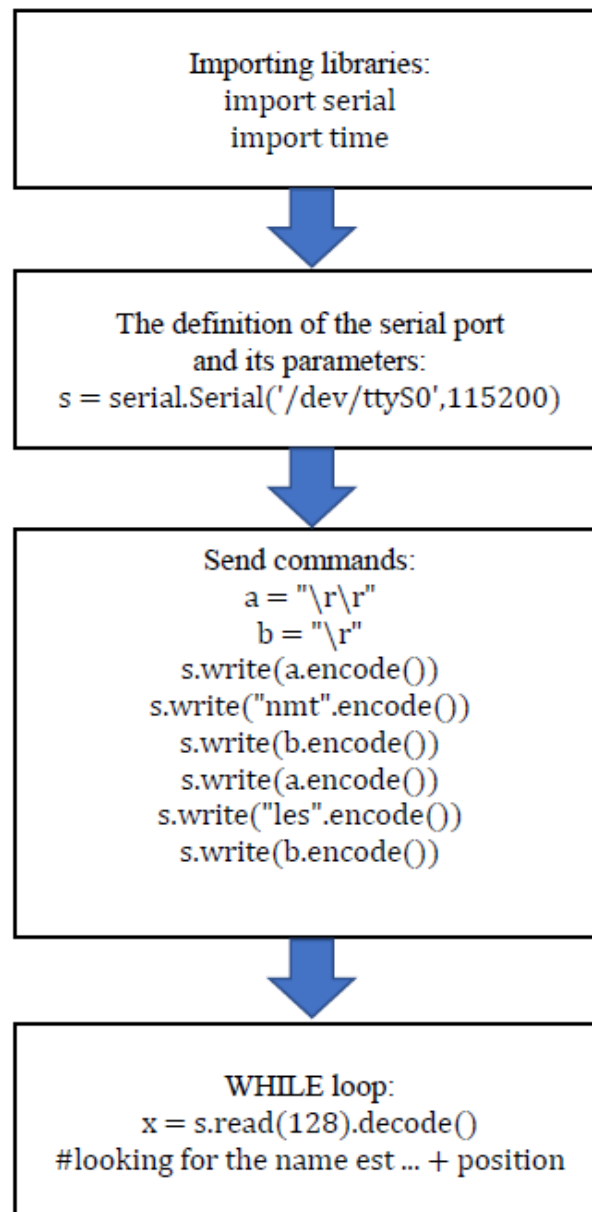 Importing libraries:
import serial
import time
The definition of the serial port
and its parameters:
s = serial.Serial('/dev/ttyS0',115200)
Send commands:
a = "\r\r"
b = "\r"
s.write(a.encode())
s.write("nmt".encode())
s.write(b.encode())
s.write(a.encode())
s.write("les".encode())
s.write(b.encode())
WHILE loop:
x = s.read(128).decode()
#looking for the name est ... + position